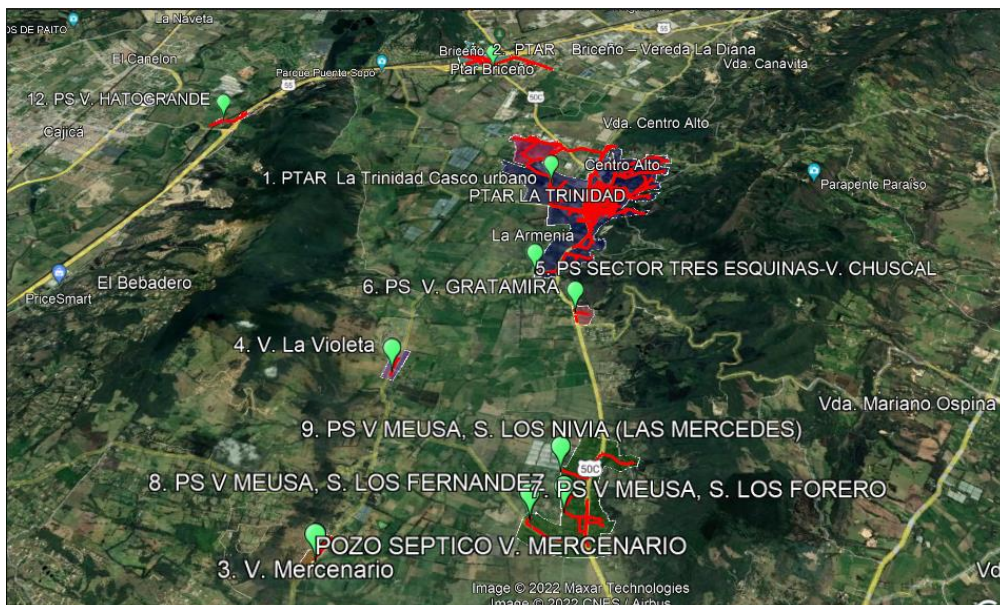 La Naveta
OS DE PAITO
El Canelon
Parque Puente Sopo
55
Briceño
2. PTAR
Briceño – Vereda La Diana
Ptar Briceño
Vda. Canavita
50C
12. PS V. HATOGRANDE
55
Cajicá
Vda. Centro Alto
Centro Alto
1. PTAR La Trinidad Casco urbano
PTAR LA TRINIDAD
Parapente Paraíso
La Armenia
El Bebadero
PriceSmart
5. PS SECTOR TRES ESQUINAS-V. CHUSCAL
6. PS V. GRATAMIRA
4. V. La Violeta
Vda. Mariano Ospina
9. PS V MEUSA, S. LOS NIVIA (LAS MERCEDES)
50C
8. PS V MEUSA, S. LOS FERNANDEZ
7. PS V MEUSA, S. LOS FORERO
POZO SEPTICO V. MERCENARIO
3. V. Mercenario
Vd
Image © 2022 Maxar Technologies
Image © 2022 CNES / Airbus